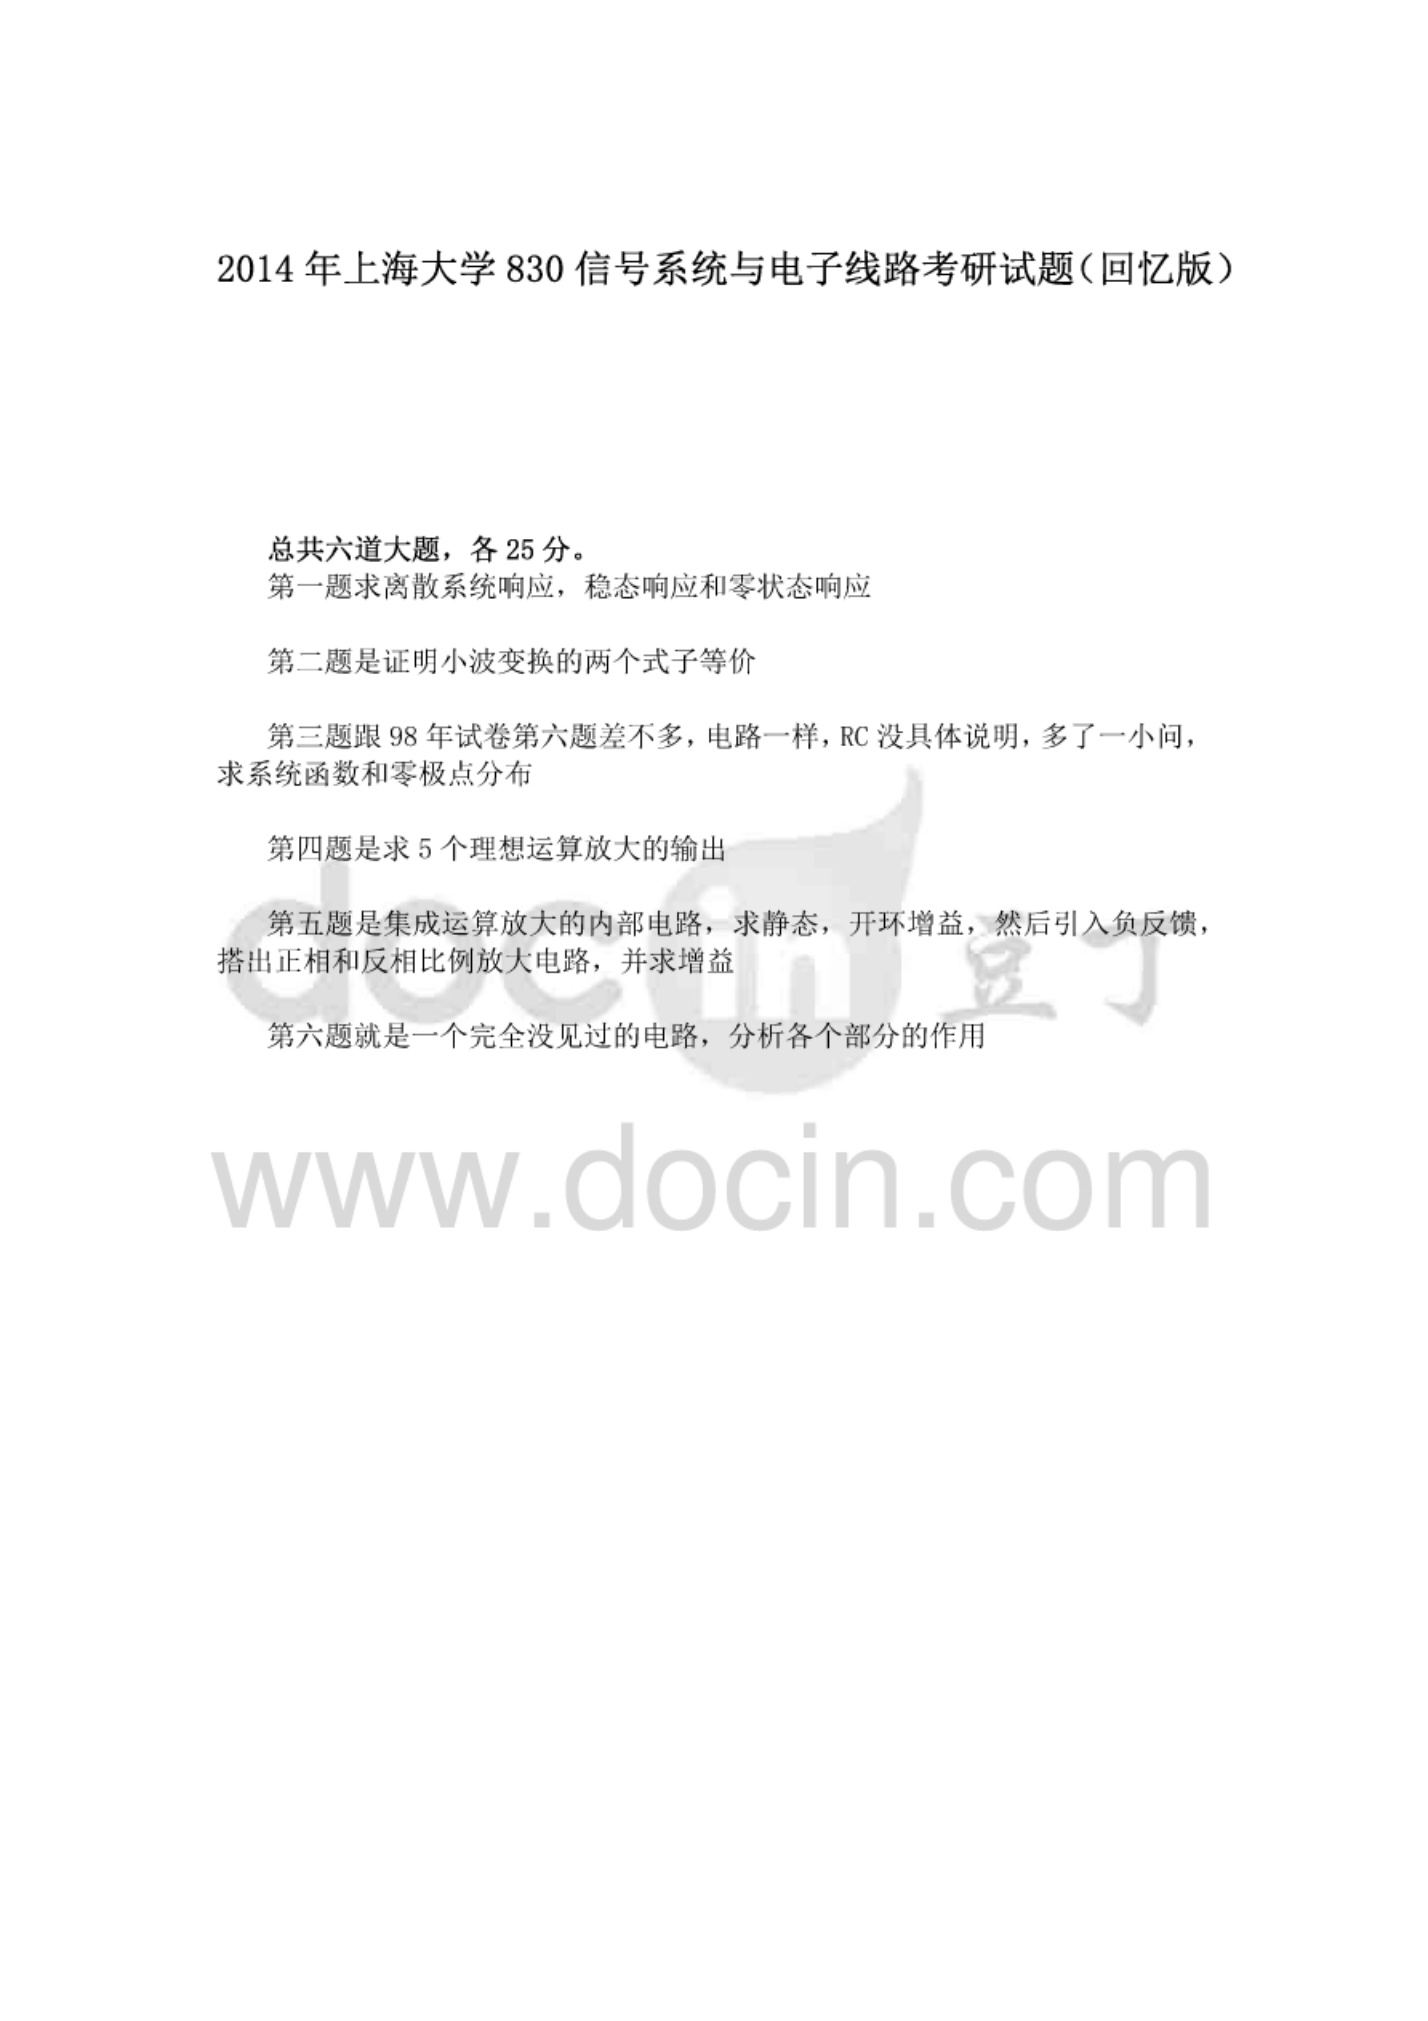 2014年上海大学830信号系统与电子线路考研试题（回忆版）
总共六道大题，各25分。
第一题求离散系统响应，稳态响应和零状态响应
第二题是证明小波变换的两个式子等价
第三题跟98年试卷第六题差不多，电路一样，RC没具体说明，多了一小问，
求系统函数和零极点分布
第四题是求5个理想运算放大的输出
第五题是集成运算放大的内部电路，求静态，开环增益，然后引入负反馈，
搭出正相和反相比例放大电路，并求增益
第六题就是一个完全没见过的电路，分析各个部分的作用
docin 豆丁
www.docin.com